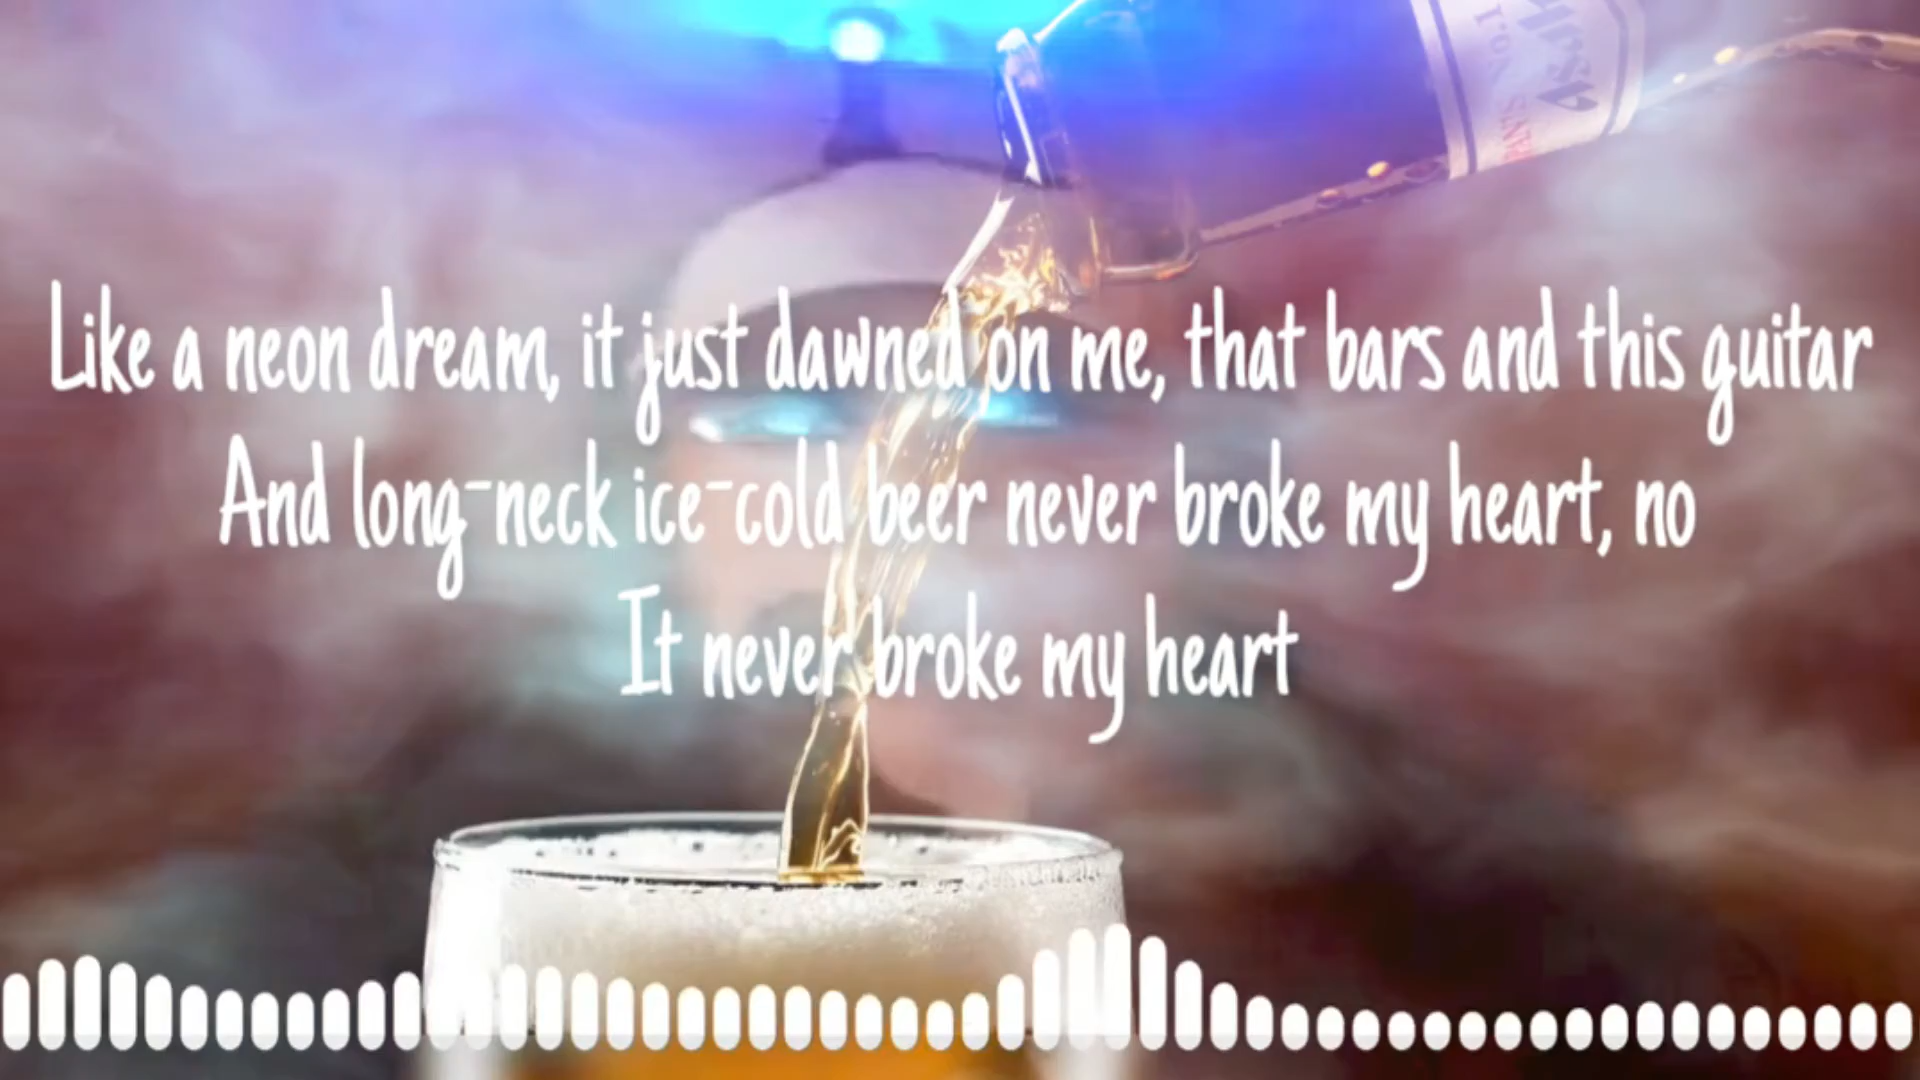 Asahi
Like a neon dream, it just dawned on me, that bars and this guitar
And long-neck ice-cold beer never broke my heart, no
It never broke my heart